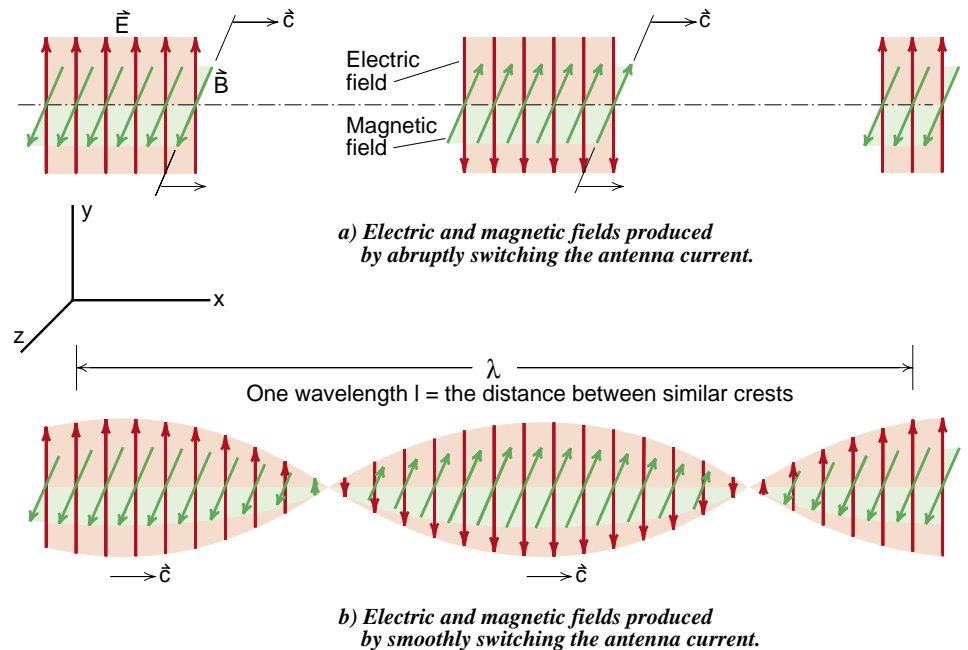 E
c
B
Electric
field
Magnetic
field
c
a) Electric and magnetic fields produced
by abruptly switching the antenna current.
y
x
z
λ
One wavelength l = the distance between similar crests
c
c
b) Electric and magnetic fields produced
by smoothly switching the antenna current.